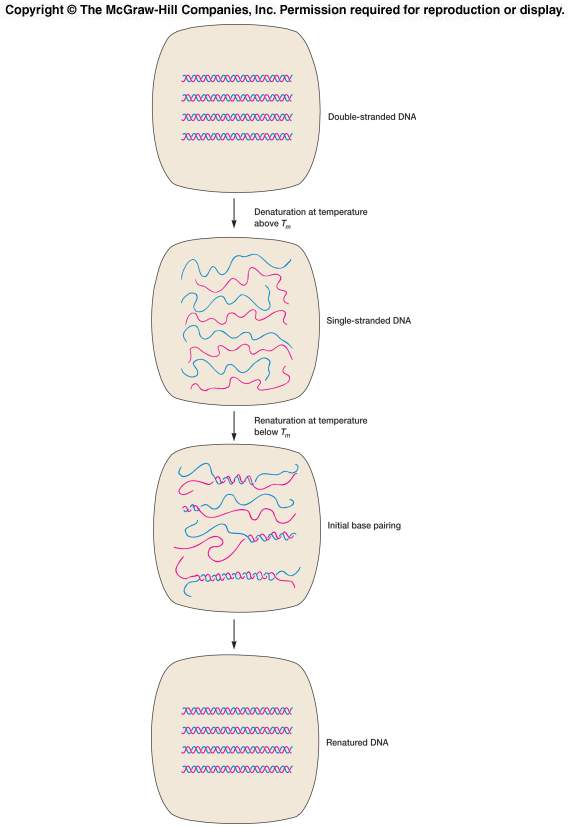 Copyright © The McGraw-Hill Companies, Inc. Permission required for reproduction or display.
Double-stranded DNA
Denaturation at temperature
above Tm
Single-stranded DNA
Renaturation at temperature
below Tm
Initial base pairing
Renatured DNA